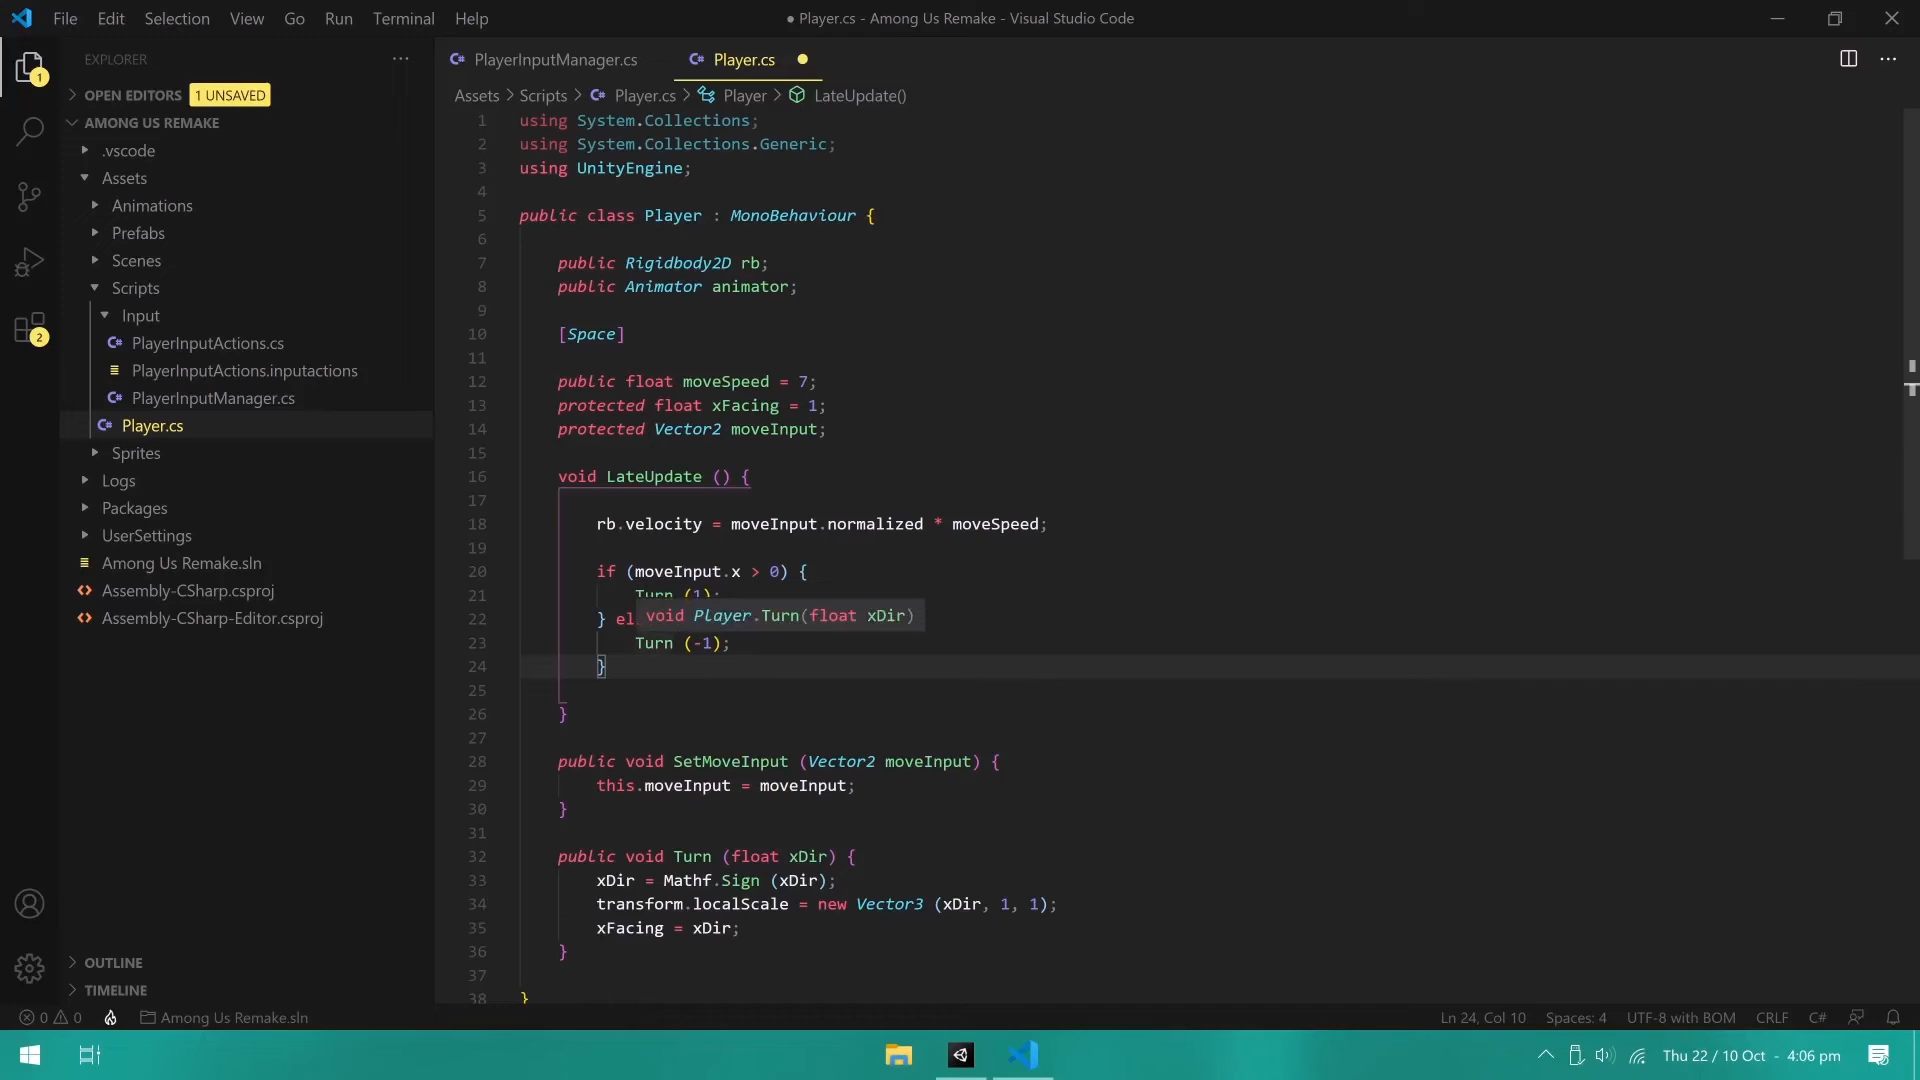 File Edit Selection View Go Run Terminal Help
● Player.cs - Among Us Remake - Visual Studio Code
EXPLORER
OPEN EDITORS 1 UNSAVED
AMONG US REMAKE
.vscode
Assets
Animations
Prefabs
Scenes
Scripts
Input
PlayerInputActions.cs
PlayerInputActions.inputactions
PlayerInputManager.cs
Player.cs
Sprites
Logs
Packages
UserSettings
Among Us Remake.sln
Assembly-CSharp.csproj
Assembly-CSharp-Editor.csproj
OUTLINE
TIMELINE
1
2
PlayerInputManager.cs Player.cs
Assets > Scripts > Player.cs > Player > LateUpdate()
1 using System.Collections;
2 using System.Collections.Generic;
3 using UnityEngine;
4
5 public class Player : MonoBehaviour {
6
7 public Rigidbody2D rb;
8 public Animator animator;
9
10 [Space]
11
12 public float moveSpeed = 7;
13 protected float xFacing = 1;
14 protected Vector2 moveInput;
15
16 void LateUpdate () {
17
18 rb.velocity = moveInput.normalized * moveSpeed;
19
20 if (moveInput.x > 0) {
21 Turn (1);
22 } el
void Player.Turn(float xDir)
23 Turn (-1);
24 }
25
26 }
27
28 public void SetMoveInput (Vector2 moveInput) {
29 this.moveInput = moveInput;
30 }
31
32 public void Turn (float xDir) {
33 xDir = Mathf.Sign (xDir);
34 transform.localScale = new Vector3 (xDir, 1, 1);
35 xFacing = xDir;
36 }
37
38 }
0 0 Among Us Remake.sln
Ln 24, Col 10 Spaces: 4 UTF-8 with BOM CRLF C#
Thu 22 / 10 Oct - 4:06 pm